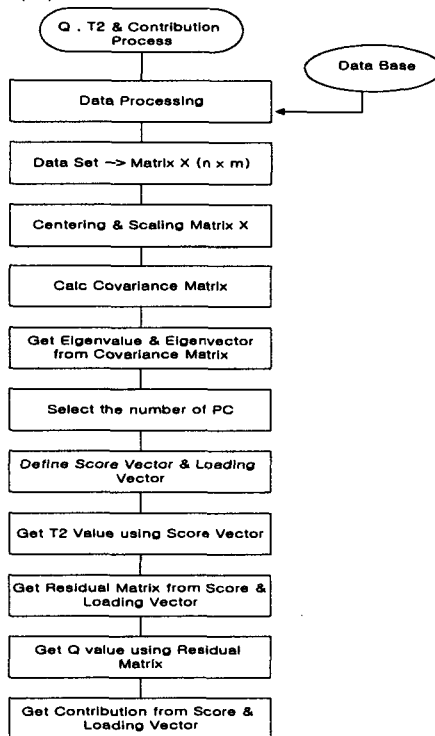 Q . T2 & Contribution
Process
Data Base
Data Processing
Data Set -> Matrix X (n x m)
Centering & Scaling Matrix X
Calc Covariance Matrix
Get Eigenvalue & Eigenvector
from Covariance Matrix
Select the number of PC
Define Score Vector & Loading
Vector
Get T2 Value using Score Vector
Get Residual Matrix from Score &
Loading Vector
Get Q value using Residual
Matrix
Get Contribution from Score &
Loading Vector